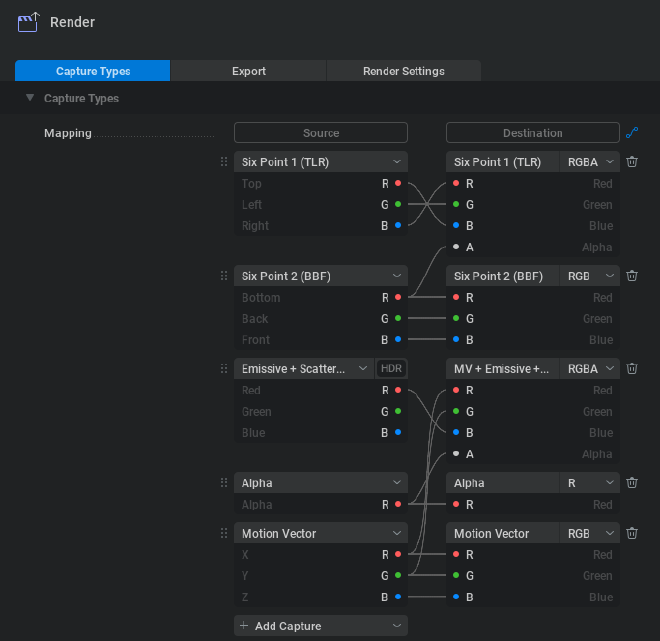 Render
Capture Types Export Render Settings
Capture Types
Mapping Source Destination
Six Point 1 (TLR) Six Point 1 (TLR) RGBA
Top R R Red
Left G G Green
Right B B Blue
A Alpha
Six Point 2 (BBF) Six Point 2 (BBF) RGB
Bottom R R Red
Back G G Green
Front B B Blue
Emissive + Scatter... HDR MV + Emissive +... RGBA
Red R R Red
Green G G Green
Blue B B Blue
A Alpha
Alpha Alpha R
Alpha R R Red
Motion Vector Motion Vector RGB
X R R Red
Y G G Green
Z B B Blue
+ Add Capture